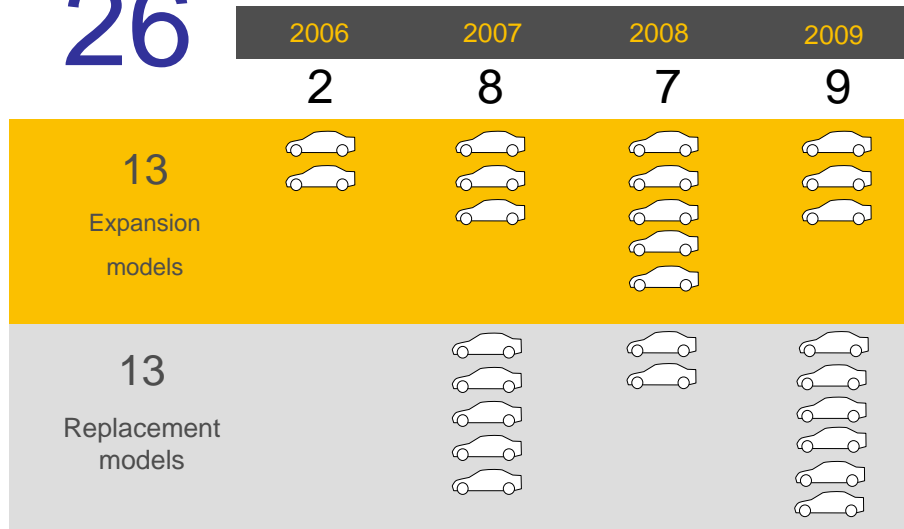 26
2006 2007 2008 2009
2 8 7 9
13
Expansion
models
13
Replacement
models